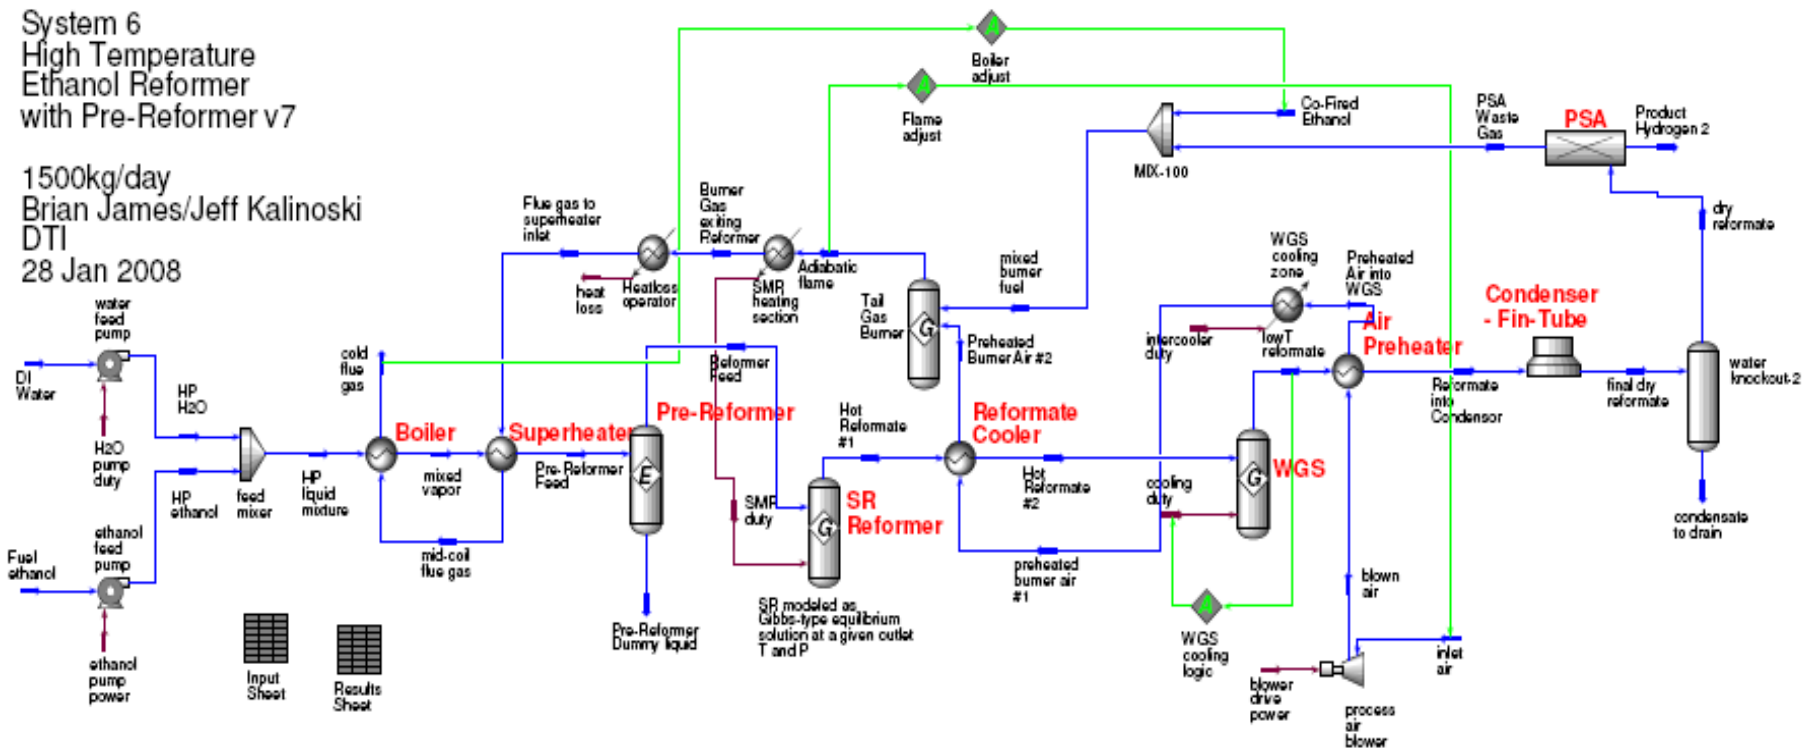 System 6
High Temperature
Ethanol Reformer
with Pre-Reformer v7
1500kg/day
Brian James/Jeff Kalinoski
DTI
28 Jan 2008
A
Boiler
adjust
A
Flame
adjust
Co-Fired
Ethanol
MIX-100
PSA
Waste
Gas
PSA
Product
Hydrogen 2
dry
reformate
Flue gas to
superheater
inlet
Burner
Gas
exiting
Reformer
heat
loss
Heatloss
operator
SMR
heating
section
Adiabatic
flame
Tail
Gas
Burner
G
mixed
burner
fuel
Preheated
Burner Air #2
WGS
cooling
zone
Preheated
Air into
WGS
intercooler
duty
lowT
reformate
Air
Preheater
Condenser
- Fin-Tube
Reformate
into
Condensor
final dry
reformate
water
knockout-2
condensate
to drain
water
feed
pump
DI
Water
H2O
pump
duty
HP
H2O
HP
ethanol
feed
mixer
HP
liquid
mixture
Fuel
ethanol
ethanol
feed
pump
ethanol
pump
power
cold
flue
gas
Boiler
mixed
vapor
mid-coil
flue gas
Superheater
Pre-Reformer
Feed
Pre-Reformer
E
Reformer
Feed
Pre-Reformer
Dummy liquid
SMR
duty
Hot
Reformate
#1
G
SR
Reformer
SR modeled as
Gibbs-type equilibrium
solution at a given outlet
T and P
Reformate
Cooler
Hot
Reformate
#2
preheated
burner air
#1
cooling
duty
G
WGS
A
WGS
cooling
logic
blown
air
inlet
air
blower
drive
power
process
air
blower
Input
Sheet
Results
Sheet